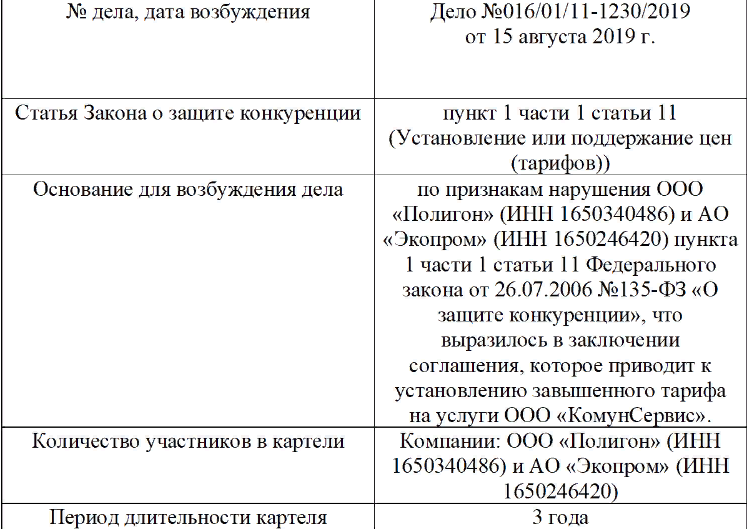 № дела, дата возбуждения
Дело №016/01/11-1230/2019
от 15 августа 2019 г.
Статья Закона о защите конкуренции
пункт 1 части 1 статьи 11
(Установление или поддержание цен
(тарифов))
Основание для возбуждения дела
по признакам нарушения ООО
«Полигон» (ИНН 1650340486) и АО
«Экопром» (ИНН 1650246420) пункта
1 части 1 статьи 11 Федерального
закона от 26.07.2006 №135-ФЗ «О
защите конкуренции», что
выразилось в заключении
соглашения, которое приводит к
установлению завышенного тарифа
на услуги ООО «КомунСервис».
Количество участников в картели
Компании: ООО «Полигон» (ИНН
1650340486) и АО «Экопром» (ИНН
1650246420)
Период длительности картеля
3 года